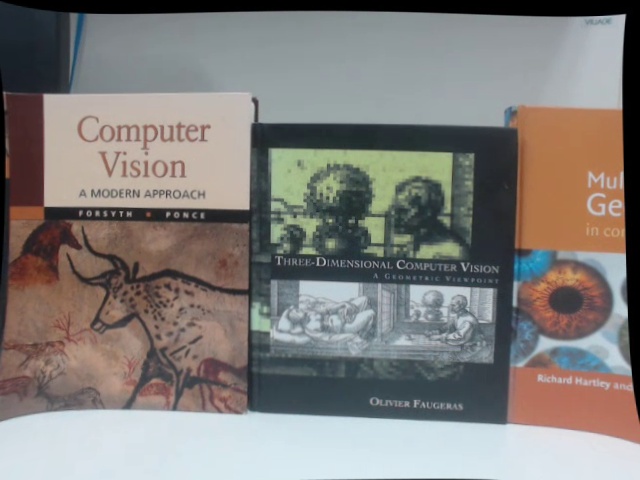 VILIADE
Computer
Vision
A MODERN APPROACH
FORSYTH ▪ PONCE
THREE-DIMENSIONAL COMPUTER VISION
A GEOMETRIC VIEWPOINT
OLIVIER FAUGERAS
Mul
Ge
in co
Richard Hartley and